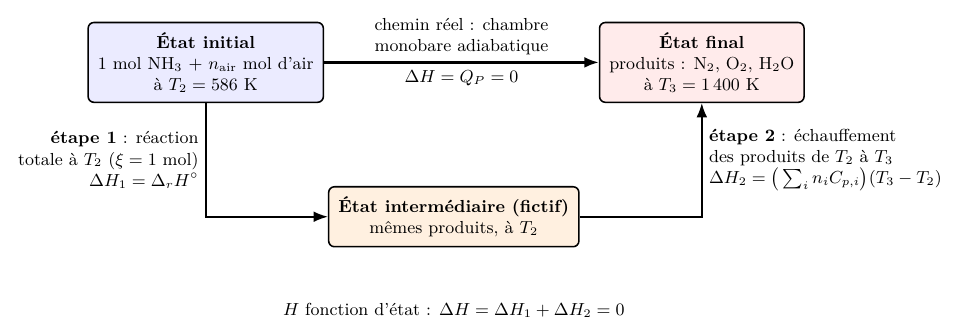 État initial
1 mol NH₃ + n_air mol d'air
à T₂ = 586 K
chemin réel : chambre
monobare adiabatique
ΔH = Q_P = 0
État final
produits : N₂, O₂, H₂O
à T₃ = 1 400 K
étape 1 : réaction
totale à T₂ (ξ = 1 mol)
ΔH₁ = Δ_rH°
étape 2 : échauffement
des produits de T₂ à T₃
ΔH₂ = (∑_i n_iC_{p,i})(T₃ − T₂)
État intermédiaire (fictif)
mêmes produits, à T₂
H fonction d'état : ΔH = ΔH₁ + ΔH₂ = 0